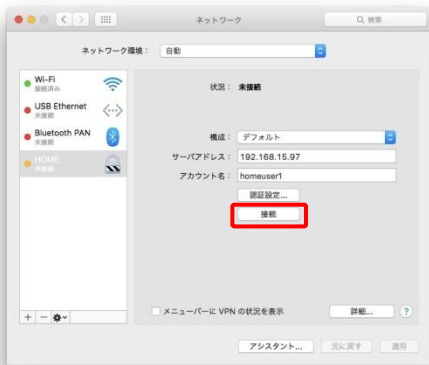 ネットワーク
検索
ネットワーク環境： 自動
Wi-Fi
接続済み
USB Ethernet
未接続
Bluetooth PAN
未接続
HOME
未接続
状況： 未接続
構成： デフォルト
サーバアドレス： 192.168.15.97
アカウント名： homeuser1
認証設定...
接続
メニューバーに VPN の状況を表示
詳細...
?
アシスタント...
元に戻す
適用